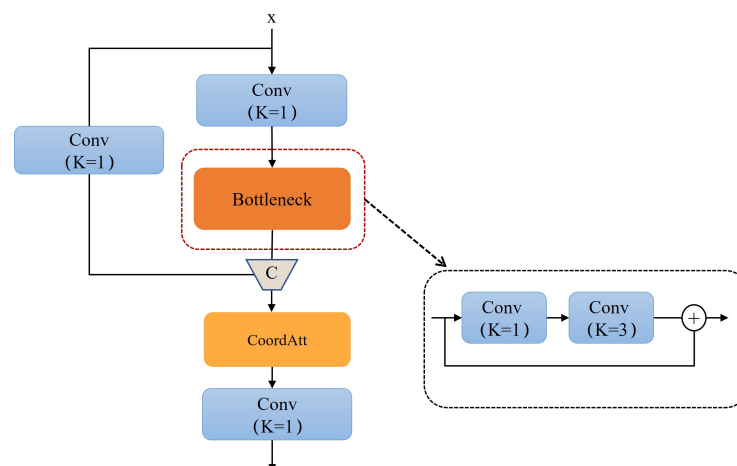 x
Conv
(K=1)
Conv
(K=1)
Bottleneck
C
CoordAtt
Conv
(K=1)
Conv
(K=1)
Conv
(K=3)
+